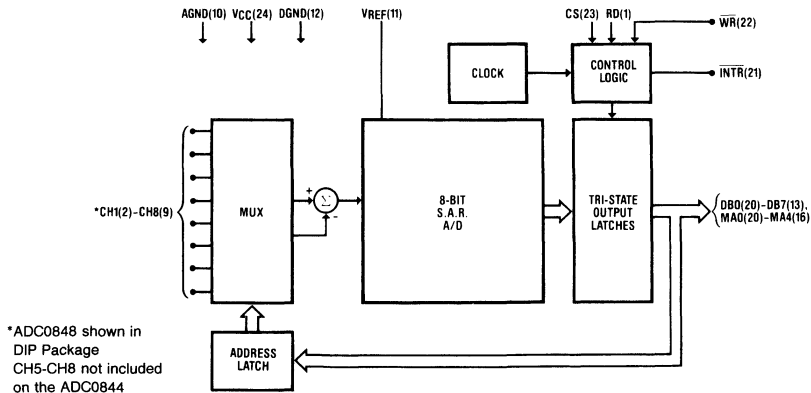 AGND(10) VCC(24) DGND(12) VREF(11) CS(23) RD(1)
WR(22)
CLOCK
CONTROL
LOGIC
INTR(21)
*CH1(2)-CH8(9)
MUX
+
Σ
-
8-BIT
S.A.R.
A/D
TRI-STATE
OUTPUT
LATCHES
DB0(20)-DB7(13),
MA0(20)-MA4(16)
*ADC0848 shown in
DIP Package
CH5-CH8 not included
on the ADC0844
ADDRESS
LATCH